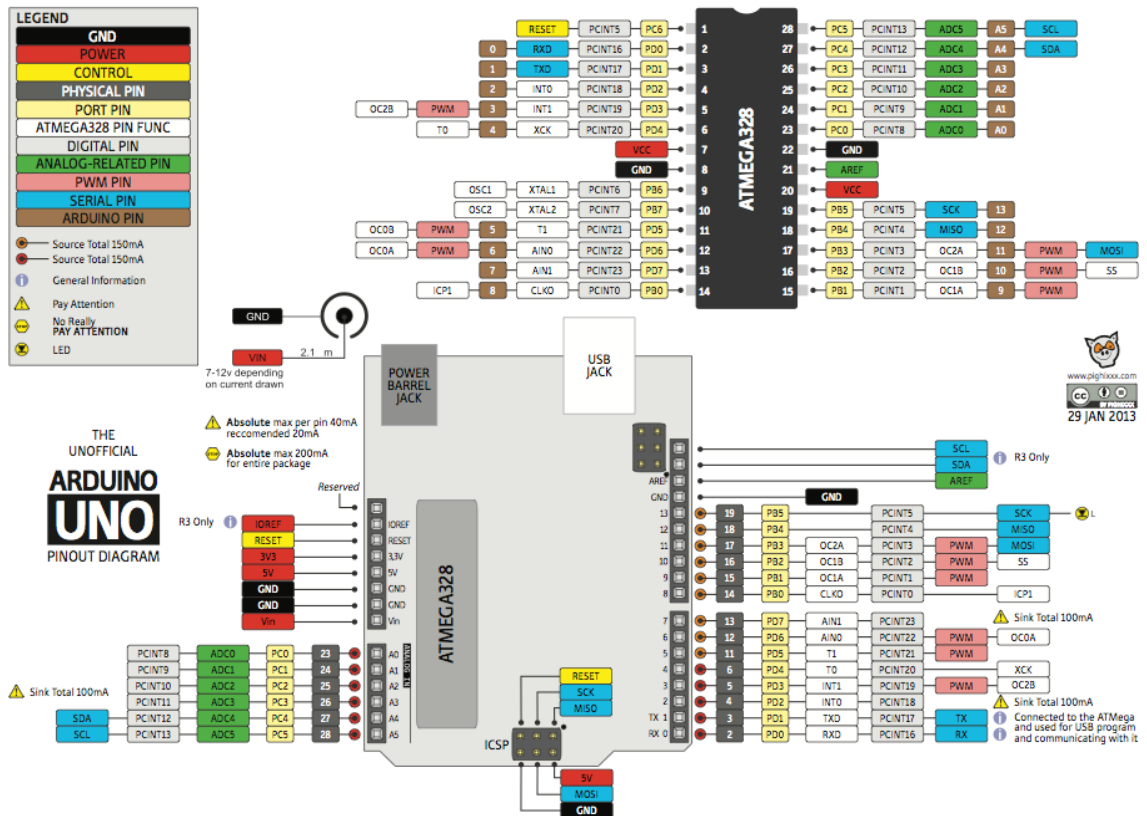 LEGEND
GND
POWER
CONTROL
PHYSICAL PIN
PORT PIN
ATMEGA328 PIN FUNC
DIGITAL PIN
ANALOG-RELATED PIN
PWM PIN
SERIAL PIN
ARDUINO PIN
Source Total 150mA
Source Total 150mA
General Information
Pay Attention
No Really
PAY ATTENTION
LED
RESET PCINT5 PC6 1
0 RXD PCINT16 PD0 2
1 TXD PCINT17 PD1 3
2 INT0 PCINT18 PD2 4
OC2B PWM 3 INT1 PCINT19 PD3 5
T0 4 XCK PCINT20 PD4 6
VCC 7
GND 8
OSC1 XTAL1 PCINT6 PB6 9
OSC2 XTAL2 PCINT7 PB7 10
OC0B PWM 5 T1 PCINT21 PD5 11
OC0A PWM 6 AIN0 PCINT22 PD6 12
7 AIN1 PCINT23 PD7 13
ICP1 8 CLKO PCINT0 PB0 14
ATMEGA328
28 PC5 PCINT13 ADC5 A5 SCL
27 PC4 PCINT12 ADC4 A4 SDA
26 PC3 PCINT11 ADC3 A3
25 PC2 PCINT10 ADC2 A2
24 PC1 PCINT9 ADC1 A1
23 PC0 PCINT8 ADC0 A0
22 GND
21 AREF
20 VCC
19 PB5 PCINT5 SCK 13
18 PB4 PCINT4 MISO 12
17 PB3 PCINT3 OC2A 11 PWM MOSI
16 PB2 PCINT2 OC1B 10 PWM SS
15 PB1 PCINT1 OC1A 9 PWM
GND
VIN
2.1 m
7-12v depending
on current drawn
POWER
BARREL
JACK
USB
JACK
www.pighixxx.com
cc
29 JAN 2013
Absolute max per pin 40mA
reccomended 20mA
Absolute max 200mA
for entire package
THE
UNOFFICIAL
ARDUINO
UNO
PINOUT DIAGRAM
Reserved
R3 Only IOREF IOREF
RESET RESET
3V3 3,3V
5V 5V
GND GND
GND GND
Vin Vin
PCINT8 ADC0 PC0 23 A0
PCINT9 ADC1 PC1 24 A1
PCINT10 ADC2 PC2 25 A2
PCINT11 ADC3 PC3 26 A3
SDA PCINT12 ADC4 PC4 27 A4
SCL PCINT13 ADC5 PC5 28 A5
Sink Total 100mA
ANALOG IN
ATMEGA328
SCL
SDA
R3 Only
AREF AREF
GND GND
13 19 PB5 PCINT5 SCK L
12 18 PB4 PCINT4 MISO
11 17 PB3 OC2A PCINT3 PWM MOSI
10 16 PB2 OC1B PCINT2 PWM SS
9 15 PB1 OC1A PCINT1 PWM
8 14 PB0 CLKO PCINT0 ICP1
7 13 PD7 AIN1 PCINT23 Sink Total 100mA
6 12 PD6 AIN0 PCINT22 PWM OC0A
5 11 PD5 T1 PCINT21 PWM
4 6 PD4 T0 PCINT20 XCK
3 5 PD3 INT1 PCINT19 PWM OC2B
2 4 PD2 INT0 PCINT18 Sink Total 100mA
TX 1 3 PD1 TXD PCINT17 TX
RX 0 2 PD0 RXD PCINT16 RX
Connected to the ATMega
and used for USB program
and communicating with it
RESET
SCK
MISO
ICSP
5V
MOSI
GND